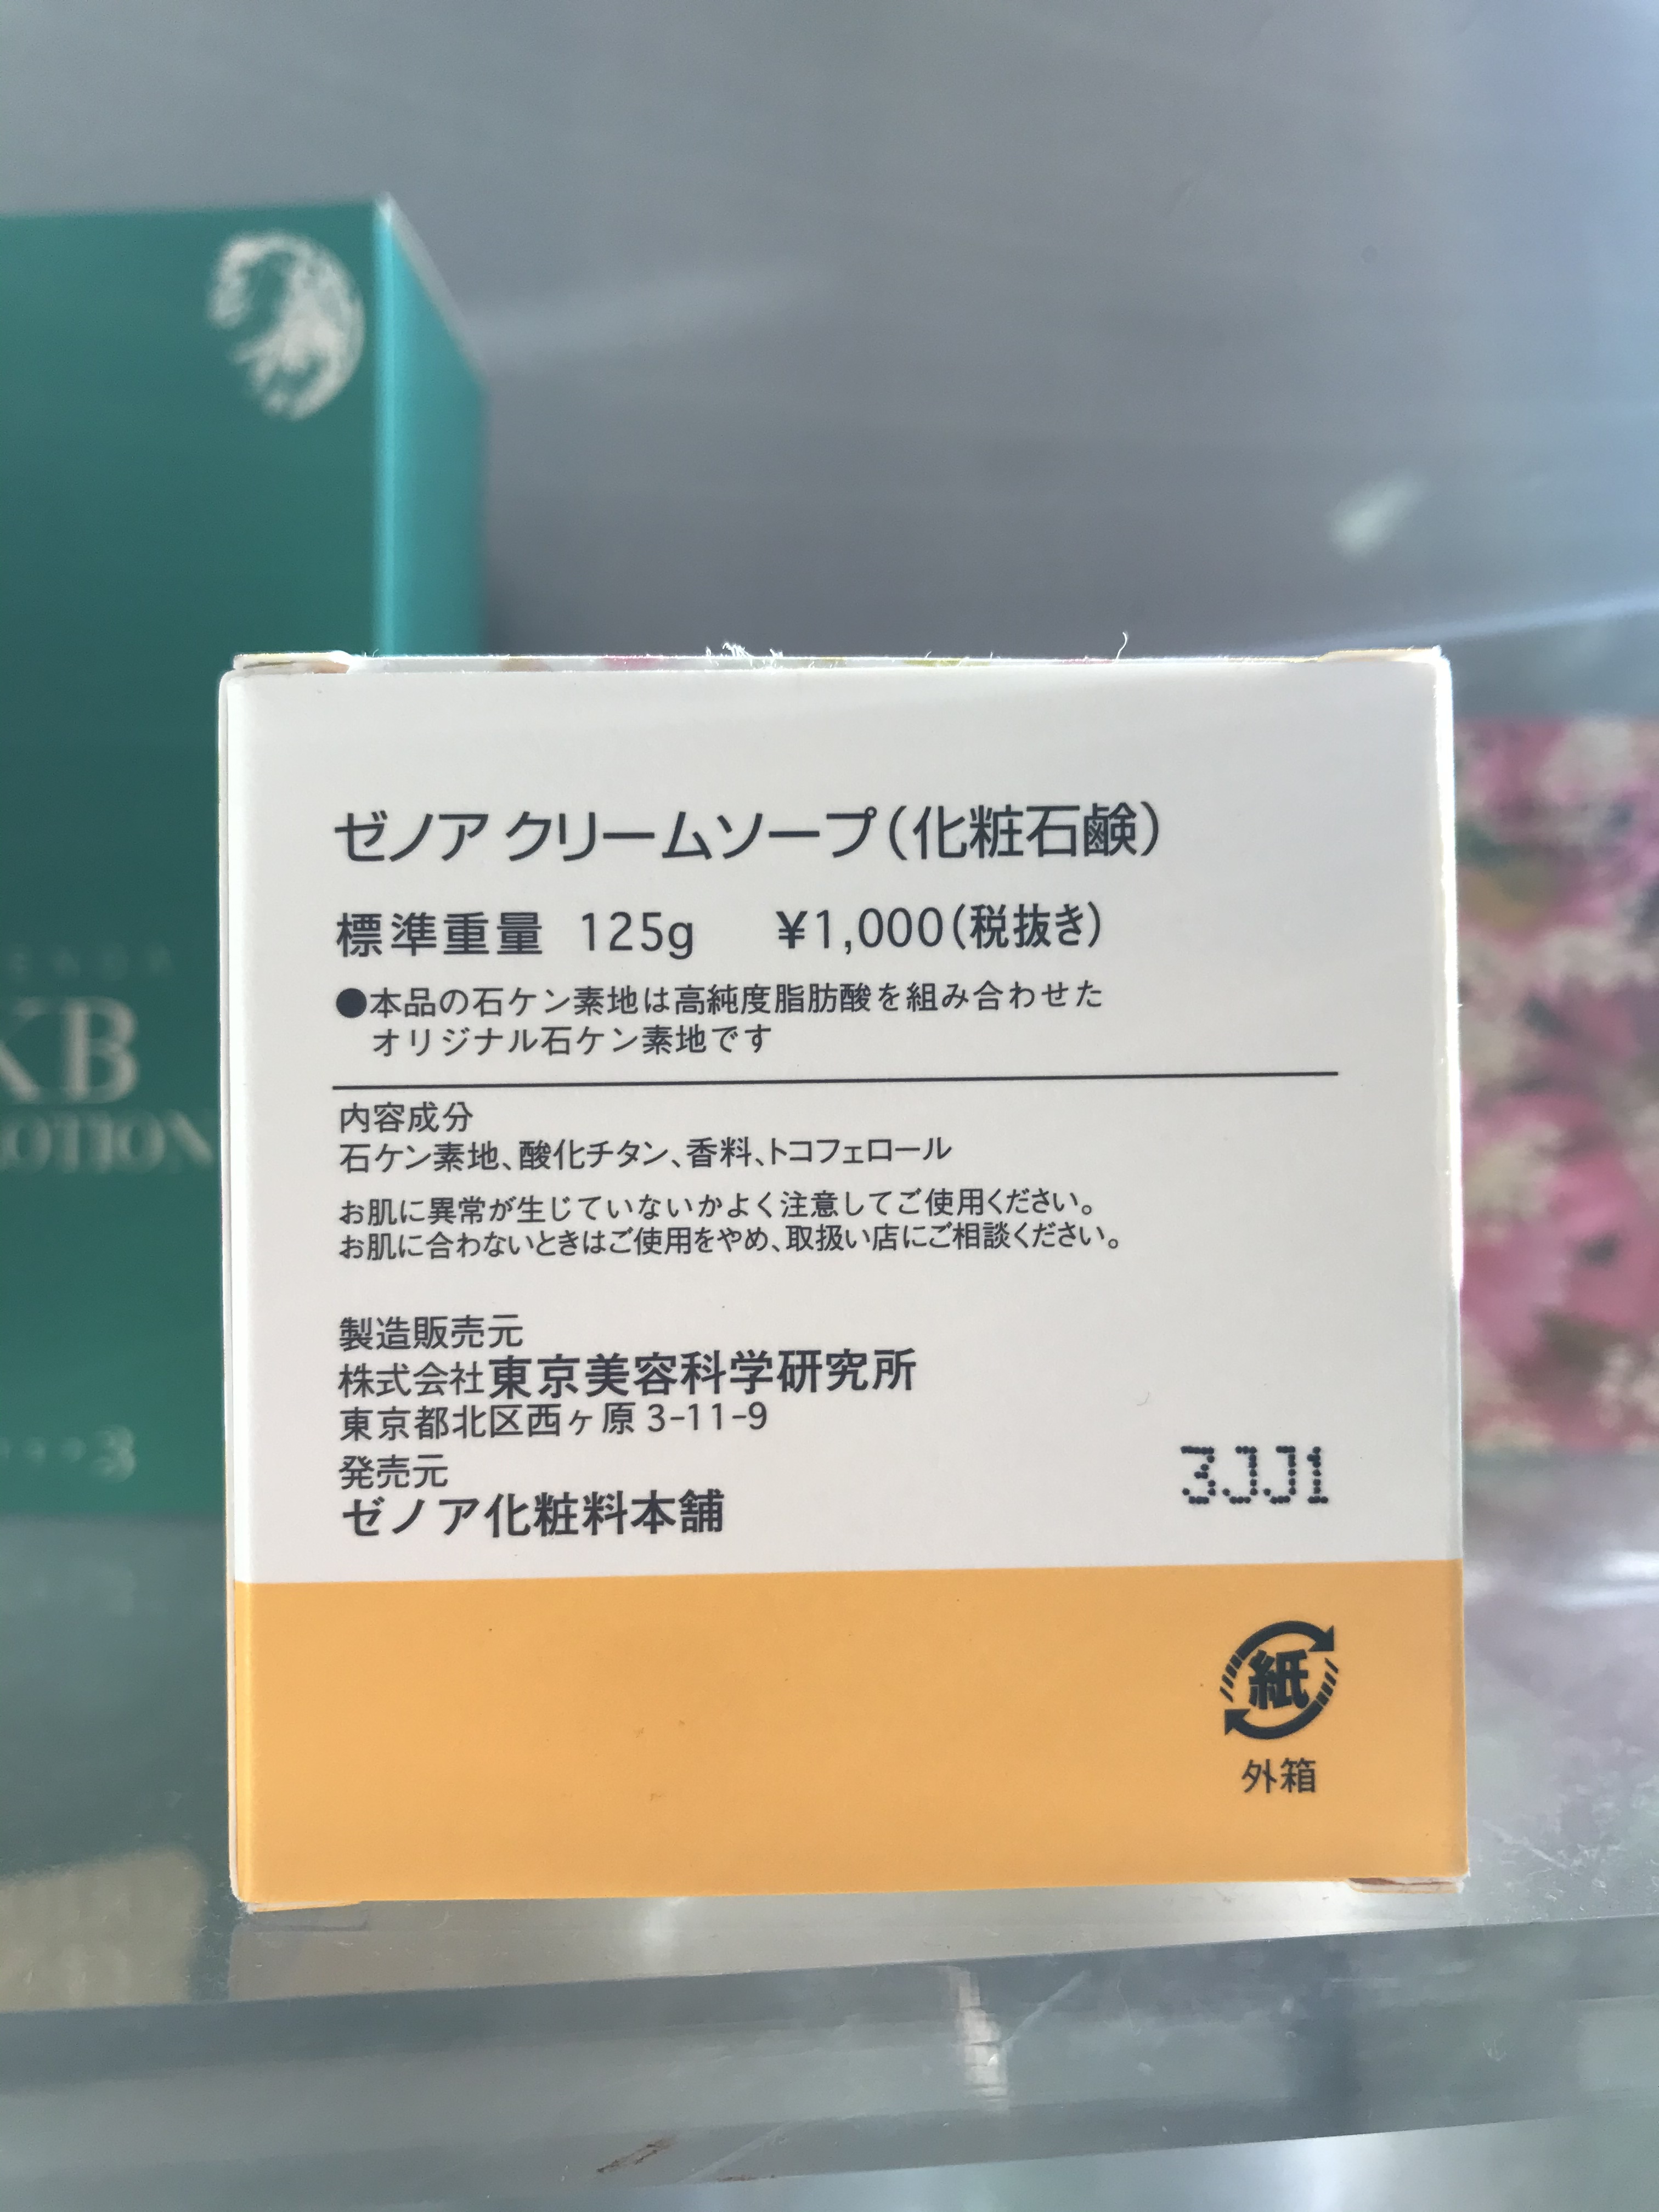 ゼノア クリームソープ（化粧石鹸）
標準重量 125g ¥1,000（税抜き）
●本品の石ケン素地は高純度脂肪酸を組み合わせた
オリジナル石ケン素地です
内容成分
石ケン素地、酸化チタン、香料、トコフェロール
お肌に異常が生じていないかよく注意してご使用ください。
お肌に合わないときはご使用をやめ、取扱い店にご相談ください。
製造販売元
株式会社東京美容科学研究所
東京都北区西ヶ原3-11-9
発売元
ゼノア化粧料本舗
3JJ1
紙
外箱
KB